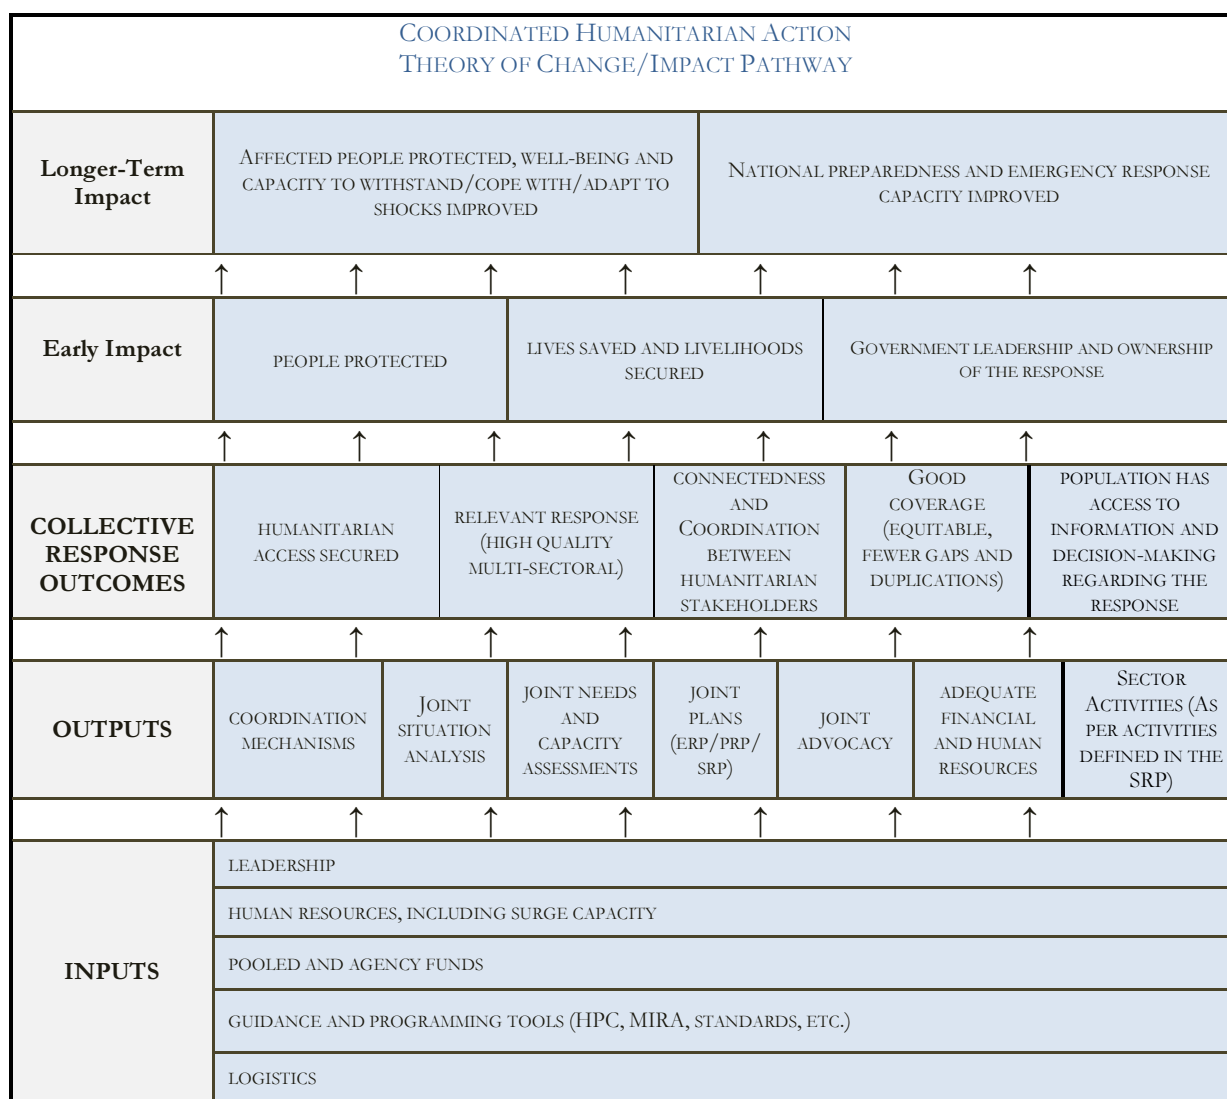 Coordinated Humanitarian Action
Theory of Change/Impact Pathway
Longer-Term
Impact
Affected people protected, well-being and
capacity to withstand/cope with/adapt to
shocks improved
National preparedness and emergency response
capacity improved
↑ ↑ ↑ ↑ ↑ ↑ ↑
Early Impact
people protected
lives saved and livelihoods
secured
Government leadership and ownership
of the response
↑ ↑ ↑ ↑ ↑ ↑ ↑
COLLECTIVE
RESPONSE
OUTCOMES
humanitarian
access secured
relevant response
(high quality
multi-sectoral)
connectedness
and
Coordination
between
humanitarian
stakeholders
Good
coverage
(equitable,
fewer gaps and
duplications)
population has
access to
information and
decision-making
regarding the
response
↑ ↑ ↑ ↑ ↑ ↑ ↑
OUTPUTS
coordination
mechanisms
Joint
situation
analysis
joint needs
and
capacity
assessments
joint
plans
(erp/prp/
srp)
joint
advocacy
adequate
financial
and human
resources
Sector
Activities (As
per activities
defined in the
SRP)
↑ ↑ ↑ ↑ ↑ ↑ ↑
INPUTS
leadership
human resources, including surge capacity
pooled and agency funds
guidance and programming tools (HPC, MIRA, standards, etc.)
logistics